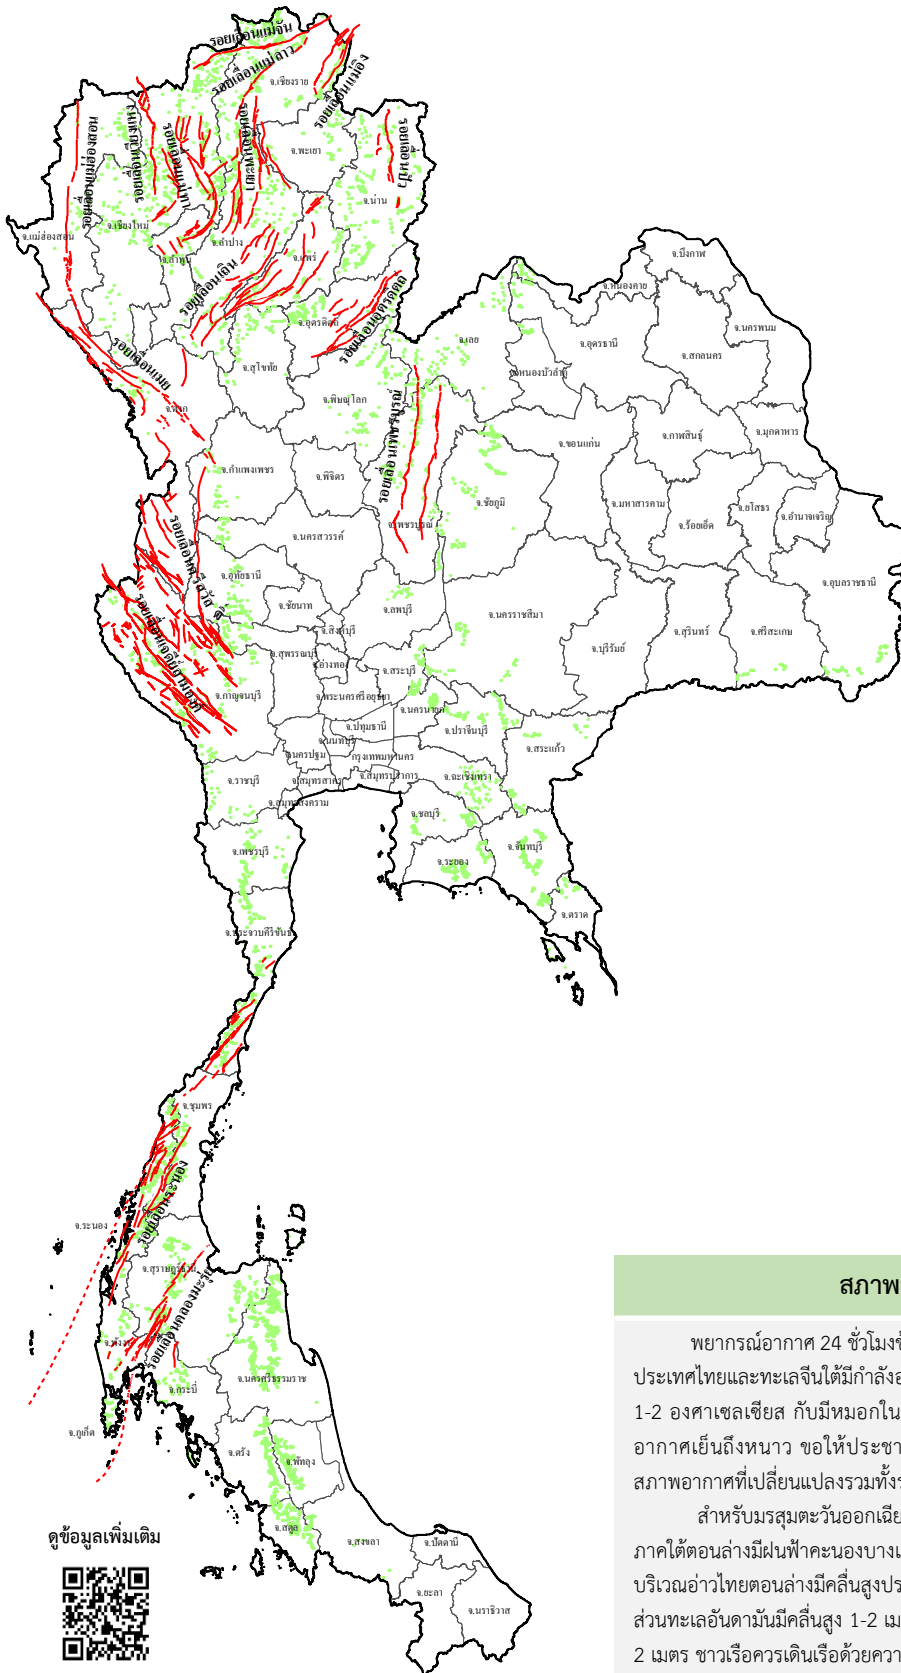 รอยเลื่อนแม่จัน
รอยเลื่อนแม่ลาว
จ.เชียงราย
รอยเลื่อนแม่อิง
รอยเลื่อนแม่ฮ่องสอน
รอยเลื่อนเวียงแหง
รอยเลื่อนแม่ทา
รอยเลื่อนพะเยา
จ.พะเยา
รอยเลื่อนปัว
จ.น่าน
จ.แม่ฮ่องสอน
จ.เชียงใหม่
จ.ลำพูน
จ.ลำปาง
จ.แพร่
รอยเลื่อนเถิน
จ.บึงกาฬ
จ.หนองคาย
จ.อุตรดิตถ์
รอยเลื่อนอุตรดิตถ์
จ.นครพนม
จ.เลย
จ.อุดรธานี
จ.สกลนคร
รอยเลื่อนเมย
จ.สุโขทัย
จ.หนองบัวลำภู
จ.ตาก
จ.พิษณุโลก
รอยเลื่อนเพชรบูรณ์
จ.ขอนแก่น
จ.กาฬสินธุ์
จ.มุกดาหาร
จ.กำแพงเพชร
จ.พิจิตร
จ.ชัยภูมิ
จ.มหาสารคาม
จ.ยโสธร
จ.อำนาจเจริญ
จ.เพชรบูรณ์
จ.ร้อยเอ็ด
จ.นครสวรรค์
รอยเลื่อนศรีสวัสดิ์
จ.อุทัยธานี
จ.อุบลราชธานี
จ.ชัยนาท
จ.ลพบุรี
จ.นครราชสีมา
รอยเลื่อนเจดีย์สามองค์
จ.สิงห์บุรี
จ.บุรีรัมย์
จ.สุรินทร์
จ.ศรีสะเกษ
จ.สุพรรณบุรี
จ.อ่างทอง
จ.สระบุรี
จ.กาญจนบุรี
จ.พระนครศรีอยุธยา
จ.นครนายก
จ.ปทุมธานี
จ.ปราจีนบุรี
จ.นนทบุรี
จ.สระแก้ว
จ.นครปฐม
กรุงเทพมหานคร
จ.ราชบุรี
จ.สมุทรสาคร
จ.สมุทรปราการ
จ.ฉะเชิงเทรา
จ.สมุทรสงคราม
จ.ชลบุรี
จ.เพชรบุรี
จ.ระยอง
จ.จันทบุรี
จ.ตราด
จ.ประจวบคีรีขันธ์
จ.ชุมพร
รอยเลื่อนระนอง
จ.ระนอง
จ.สุราษฎร์ธานี
รอยเลื่อนคลองมะรุ่ย
จ.พังงา
จ.กระบี่
จ.นครศรีธรรมราช
จ.ภูเก็ต
จ.ตรัง
จ.พัทลุง
จ.สตูล
จ.สงขลา
จ.ปัตตานี
จ.ยะลา
จ.นราธิวาส
ดูข้อมูลเพิ่มเติม
สภาพ
พยากรณ์อากาศ 24 ชั่วโมงข้
ประเทศไทยและทะเลจีนใต้มีกำลังอ
1-2 องศาเซลเซียส กับมีหมอกใน
อากาศเย็นถึงหนาว ขอให้ประชา
สภาพอากาศที่เปลี่ยนแปลงรวมทั้งร
สำหรับมรสุมตะวันออกเฉีย
ภาคใต้ตอนล่างมีฝนฟ้าคะนองบางแ
บริเวณอ่าวไทยตอนล่างมีคลื่นสูงประ
ส่วนทะเลอันดามันมีคลื่นสูง 1-2 เม
2 เมตร ชาวเรือควรเดินเรือด้วยควา